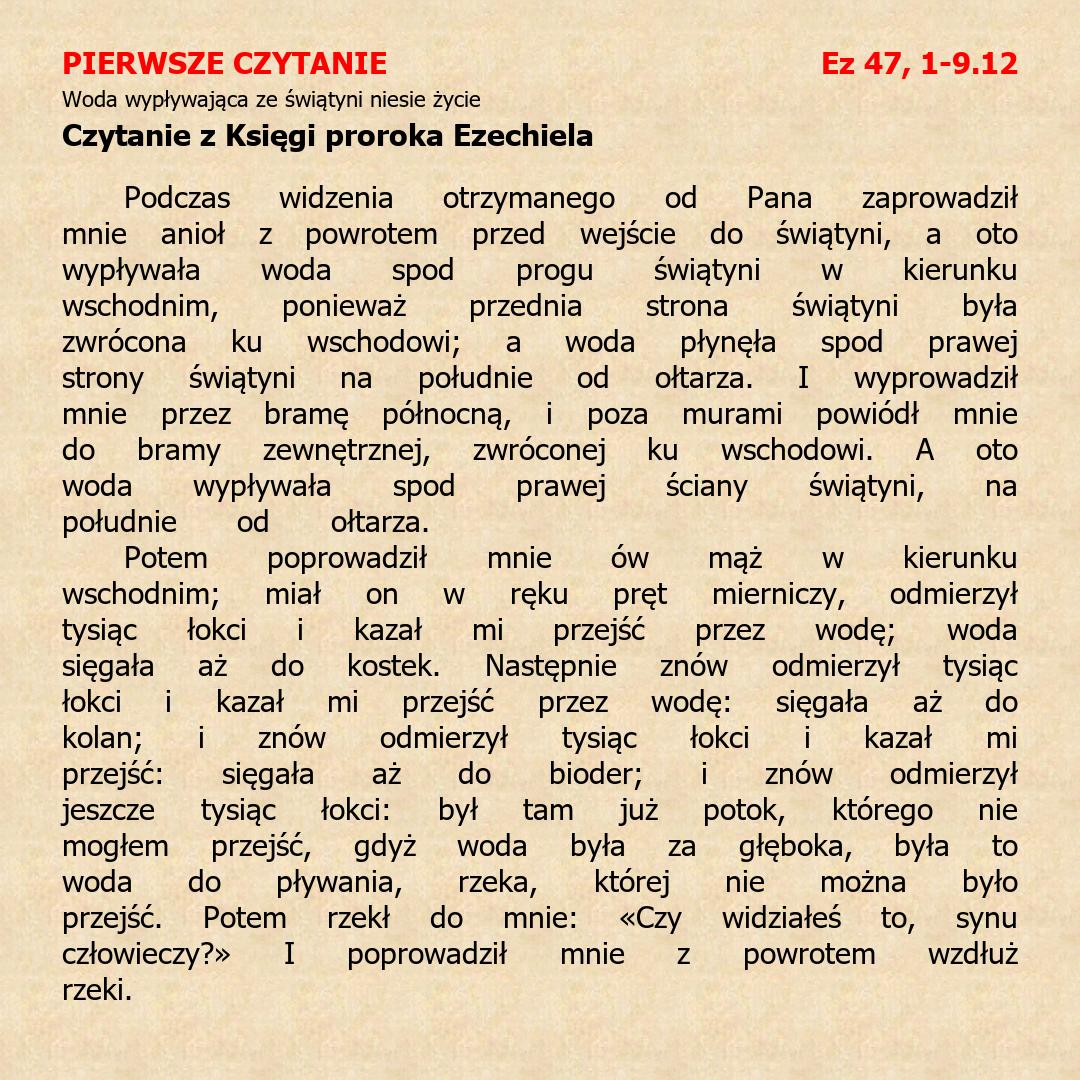 PIERWSZE CZYTANIE Ez 47, 1-9.12
Woda wypływająca ze świątyni niesie życie
Czytanie z Księgi proroka Ezechiela
Podczas widzenia otrzymanego od Pana zaprowadził
mnie anioł z powrotem przed wejście do świątyni, a oto
wypływała woda spod progu świątyni w kierunku
wschodnim, ponieważ przednia strona świątyni była
zwrócona ku wschodowi; a woda płynęła spod prawej
strony świątyni na południe od ołtarza. I wyprowadził
mnie przez bramę północną, i poza murami powiódł mnie
do bramy zewnętrznej, zwróconej ku wschodowi. A oto
woda wypływała spod prawej ściany świątyni, na
południe od ołtarza.
Potem poprowadził mnie ów mąż w kierunku
wschodnim; miał on w ręku pręt mierniczy, odmierzył
tysiąc łokci i kazał mi przejść przez wodę; woda
sięgała aż do kostek. Następnie znów odmierzył tysiąc
łokci i kazał mi przejść przez wodę: sięgała aż do
kolan; i znów odmierzył tysiąc łokci i kazał mi
przejść: sięgała aż do bioder; i znów odmierzył
jeszcze tysiąc łokci: był tam już potok, którego nie
mogłem przejść, gdyż woda była za głęboka, była to
woda do pływania, rzeka, której nie można było
przejść. Potem rzekł do mnie: «Czy widziałeś to, synu
człowieczy?» I poprowadził mnie z powrotem wzdłuż
rzeki.